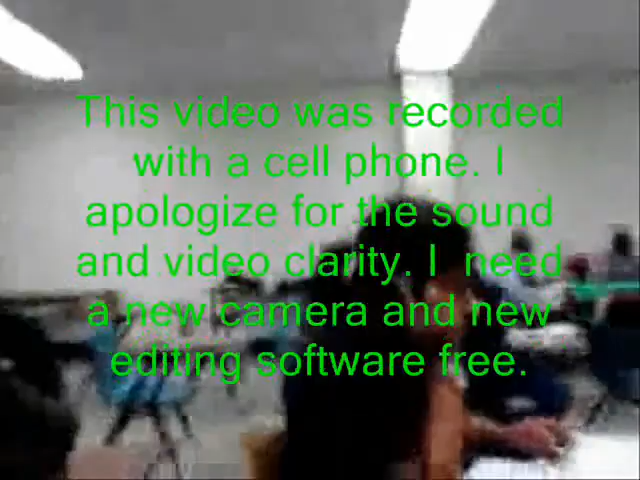 This video was recorded
with a cell phone. I
apologize for the sound
and video clarity. I  need
a new camera and new
editing software free.